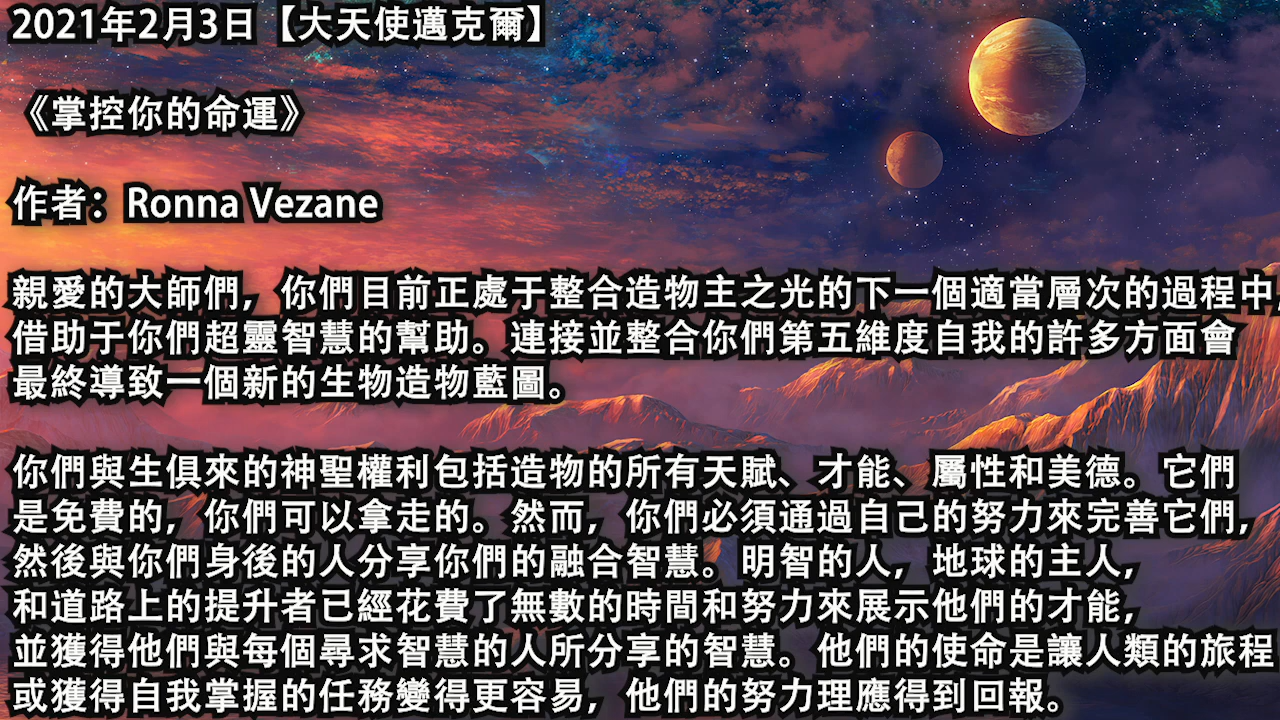 2021年2月3日【大天使邁克爾】
《掌控你的命運》
作者：Ronna Vezane
親愛的大師們，你們目前正處于整合造物主之光的下一個適當層次的過程中
借助于你們超靈智慧的幫助。連接並整合你們第五維度自我的許多方面會
最終導致一個新的生物造物藍圖。
你們與生俱來的神聖權利包括造物的所有天賦、才能、屬性和美德。它們
是免費的，你們可以拿走的。然而，你們必須通過自己的努力來完善它們，
然後與你們身後的人分享你們的融合智慧。明智的人，地球的主人，
和道路上的提升者已經花費了無數的時間和努力來展示他們的才能，
並獲得他們與每個尋求智慧的人所分享的智慧。他們的使命是讓人類的旅程
或獲得自我掌握的任務變得更容易，他們的努力理應得到回報。